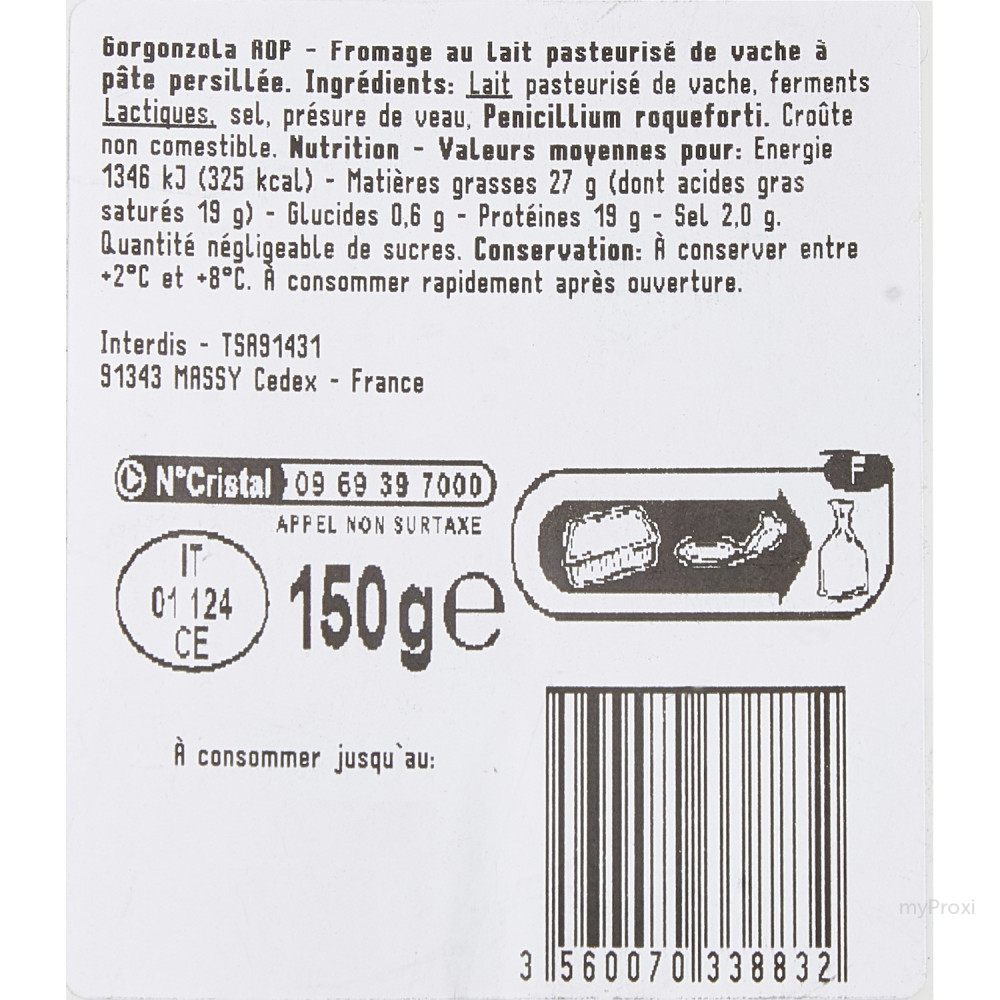 Gorgonzola AOP - Fromage au lait pasteurisé de vache à
pâte persillée. Ingrédients: Lait pasteurisé de vache, ferments
Lactiques, sel, présure de veau, Penicillium roqueforti. Croûte
non comestible. Nutrition - Valeurs moyennes pour: Energie
1346 kJ (325 kcal) - Matières grasses 27 g (dont acides gras
saturés 19 g) - Glucides 0,6 g - Protéines 19 g - Sel 2,0 g.
Quantité négligeable de sucres. Conservation: À conserver entre
+2°C et +8°C. À consommer rapidement après ouverture.
Interdis - TSA91431
91343 MASSY Cedex - France
N°Cristal 09 69 39 7000
APPEL NON SURTAXE
F
IT
01 124
CE
150g e
À consommer jusqu`au:
3 560070 338832
myProxi